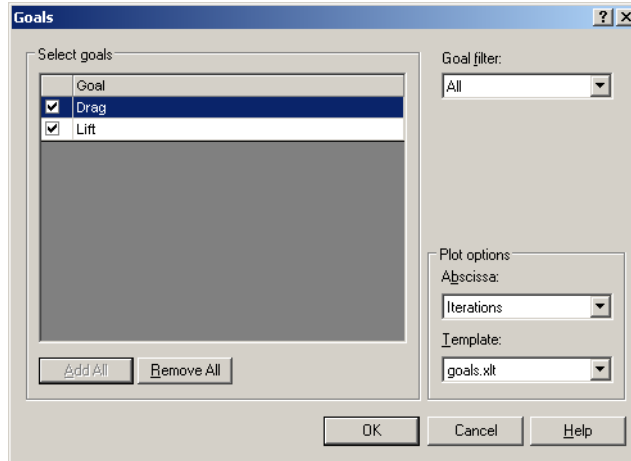 Goals
Select goals
Goal
Drag
Lift
Add All
Remove All
Goal filter:
All
Plot options
Abscissa:
Iterations
Template:
goals.xlt
OK
Cancel
Help